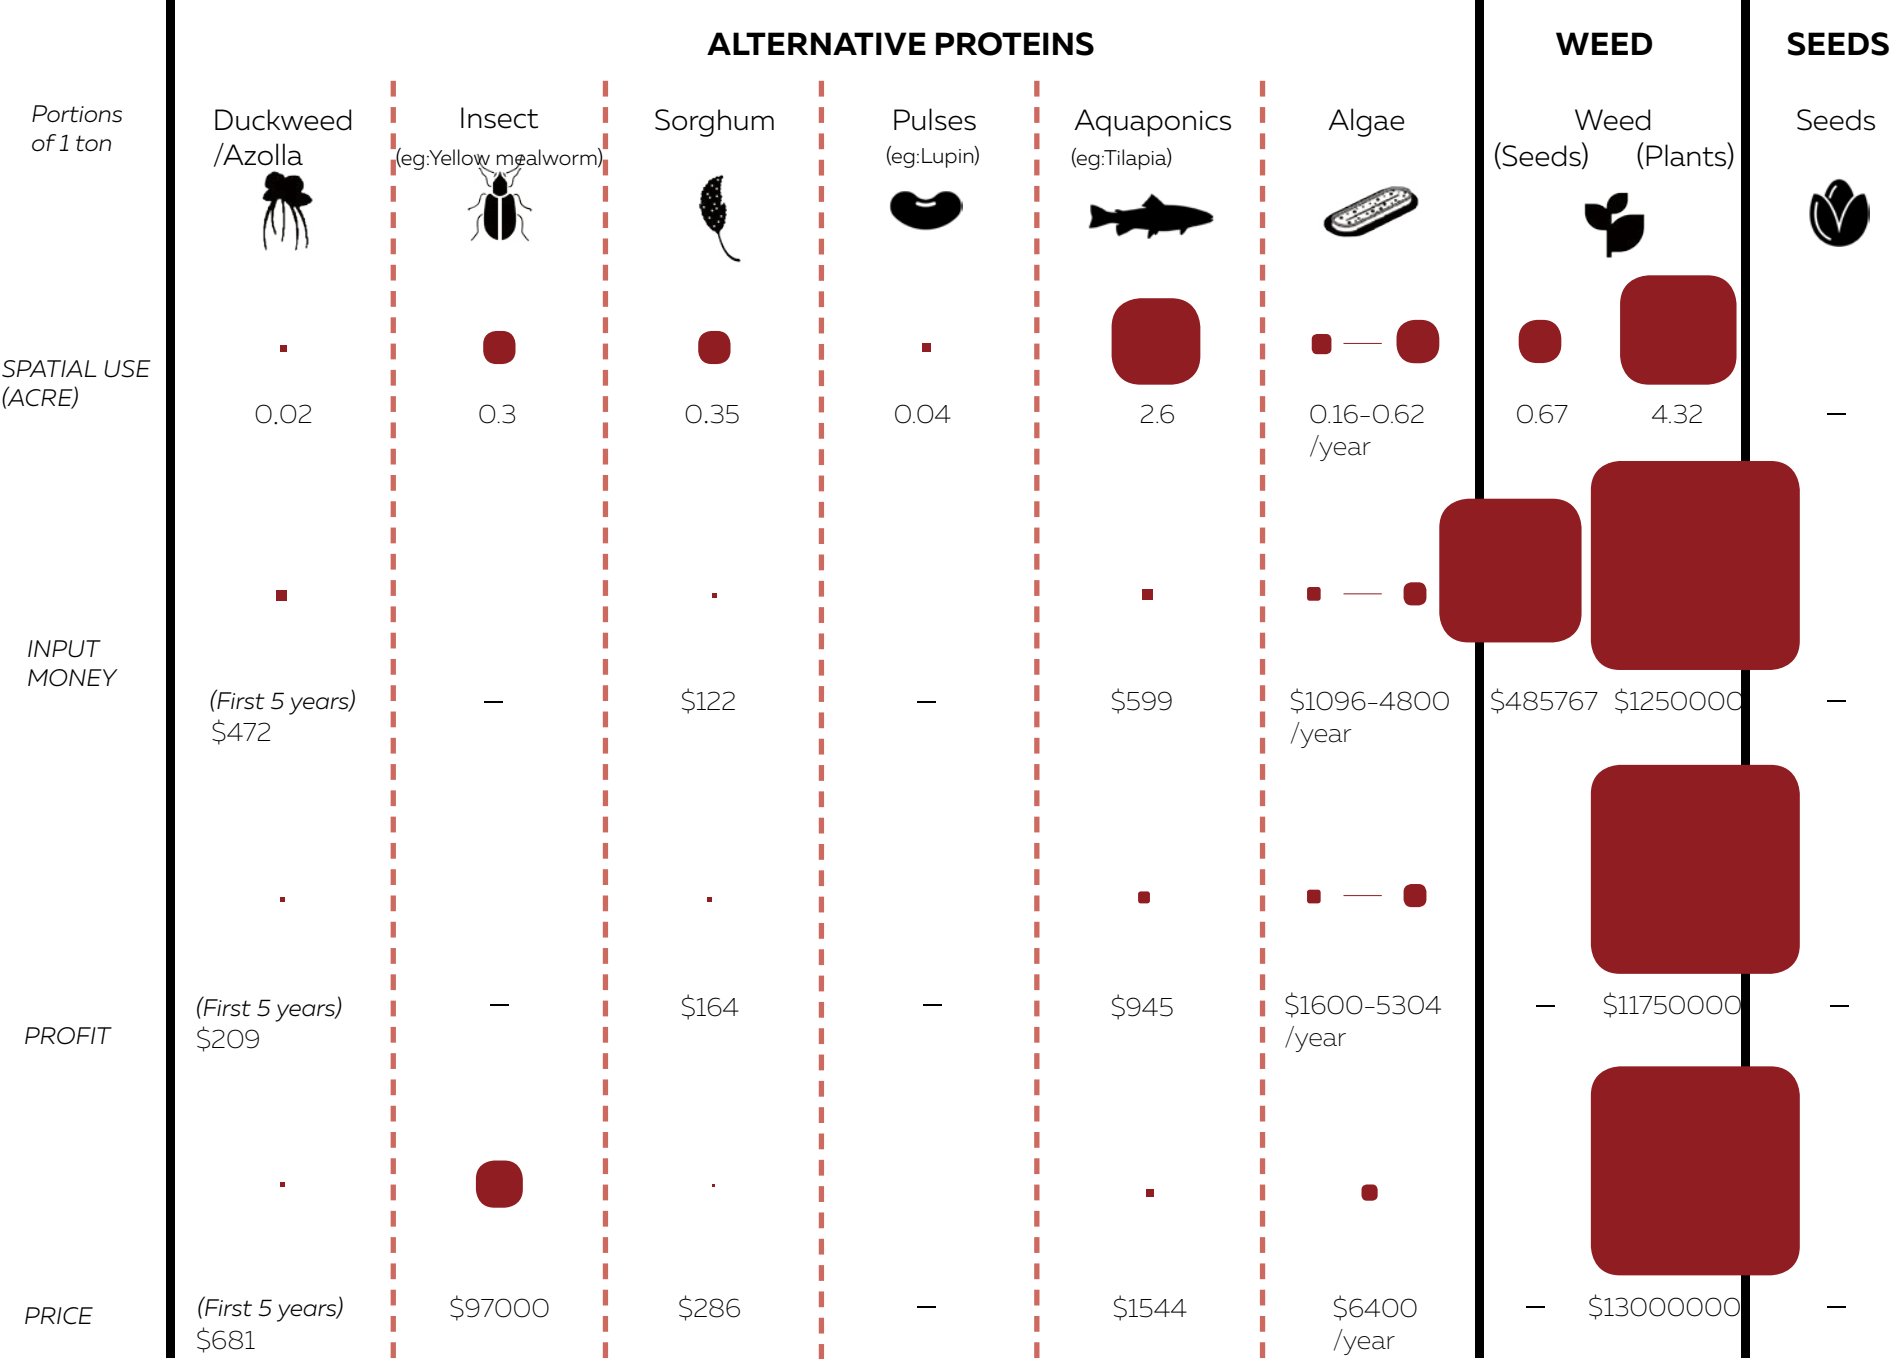 ALTERNATIVE PROTEINS
WEED
SEEDS
Portions
of 1 ton
Duckweed
/Azolla
Insect
(eg:Yellow mealworm)
Sorghum
Pulses
(eg:Lupin)
Aquaponics
(eg:Tilapia)
Algae
Weed
(Seeds) (Plants)
Seeds
SPATIAL USE
(ACRE)
0.02
0.3
0.35
0.04
2.6
0.16-0.62
/year
0.67
4.32
—
INPUT
MONEY
(First 5 years)
$472
—
$122
—
$599
$1096-4800
/year
$485767
$1250000
—
PROFIT
(First 5 years)
$209
—
$164
—
$945
$1600-5304
/year
—
$11750000
—
PRICE
(First 5 years)
$681
$97000
$286
—
$1544
$6400
/year
—
$13000000
—